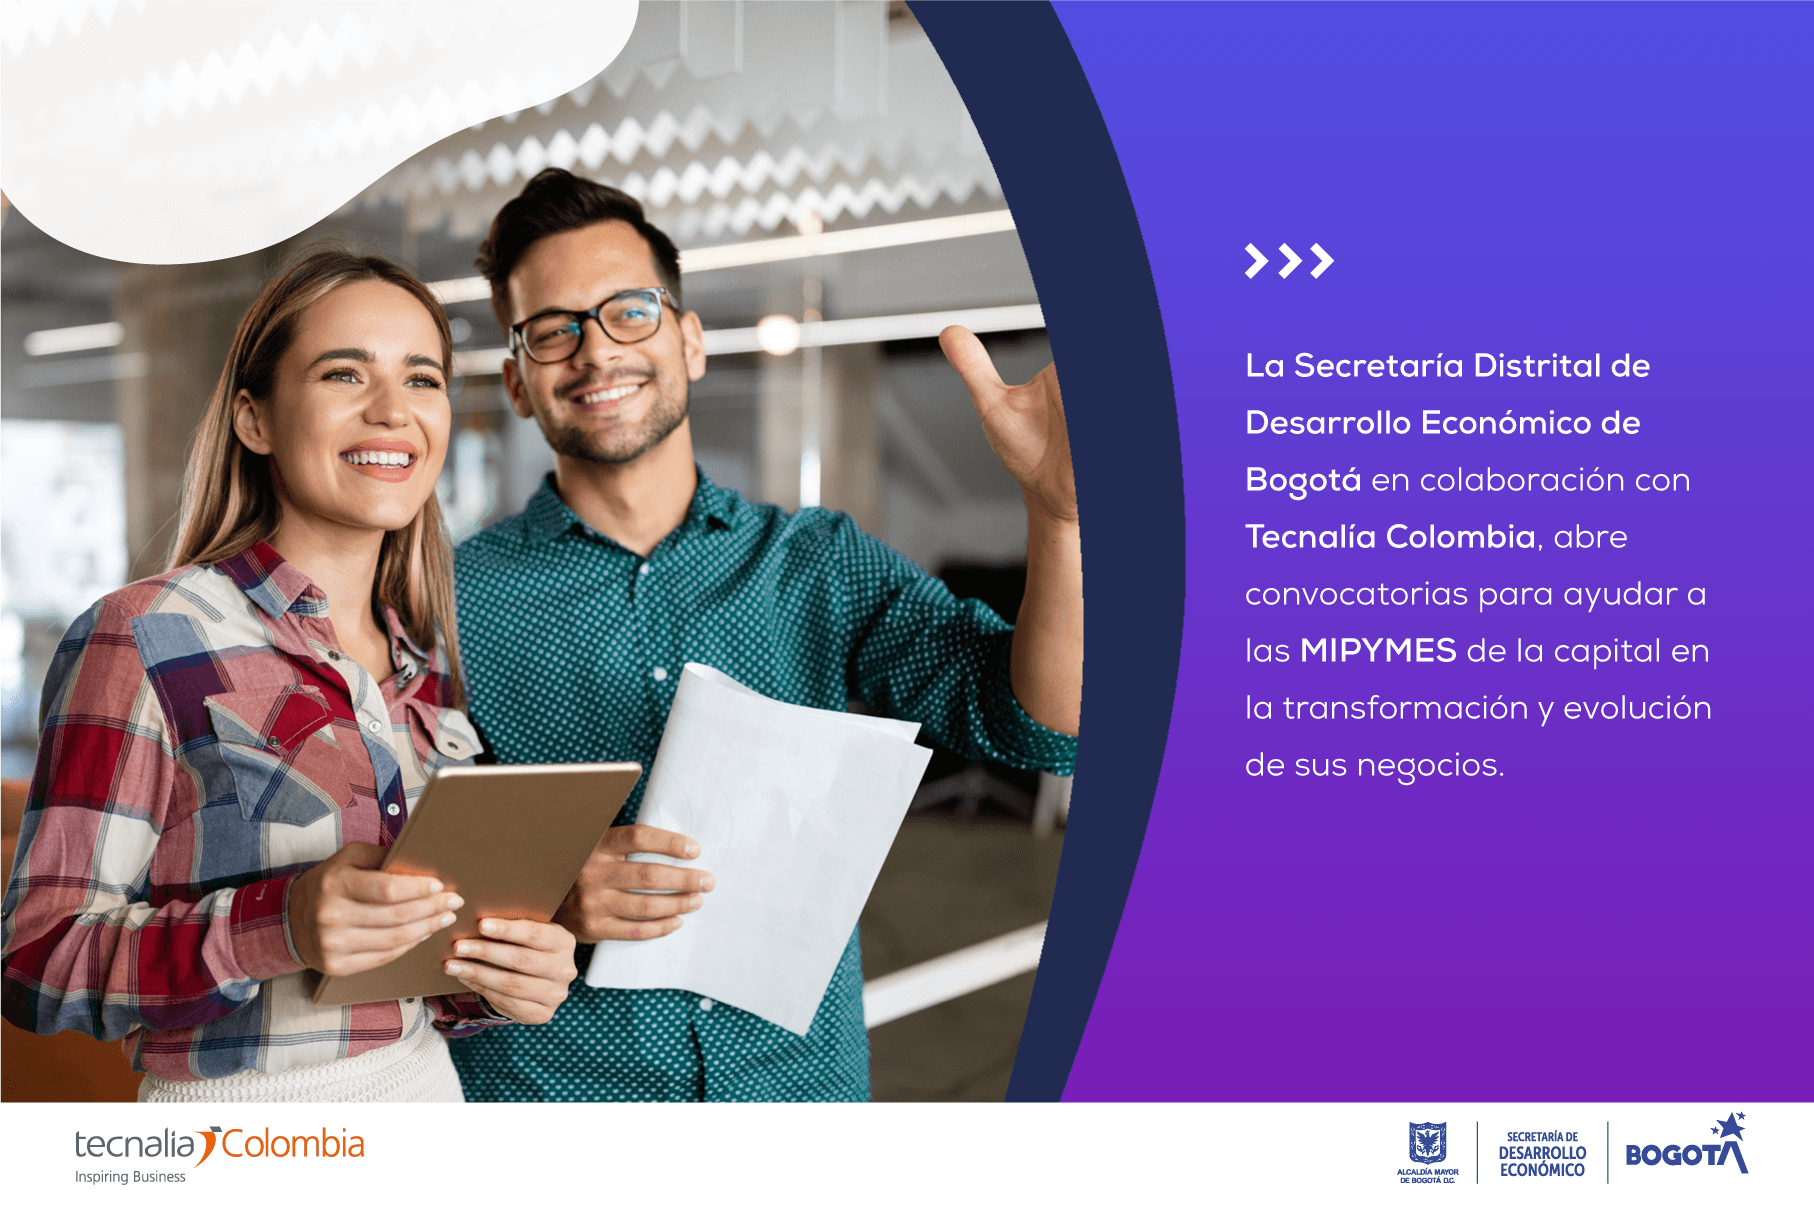 La Secretaría Distrital de
Desarrollo Económico de
Bogotá en colaboración con
Tecnalía Colombia, abre
convocatorias para ayudar a
las MIPYMES de la capital en
la transformación y evolución
de sus negocios.
tecnalia Colombia
Inspiring Business
ALCALDÍA MAYOR
DE BOGOTÁ D.C.
SECRETARÍA DE
DESARROLLO
ECONÓMICO
BOGOTÁ